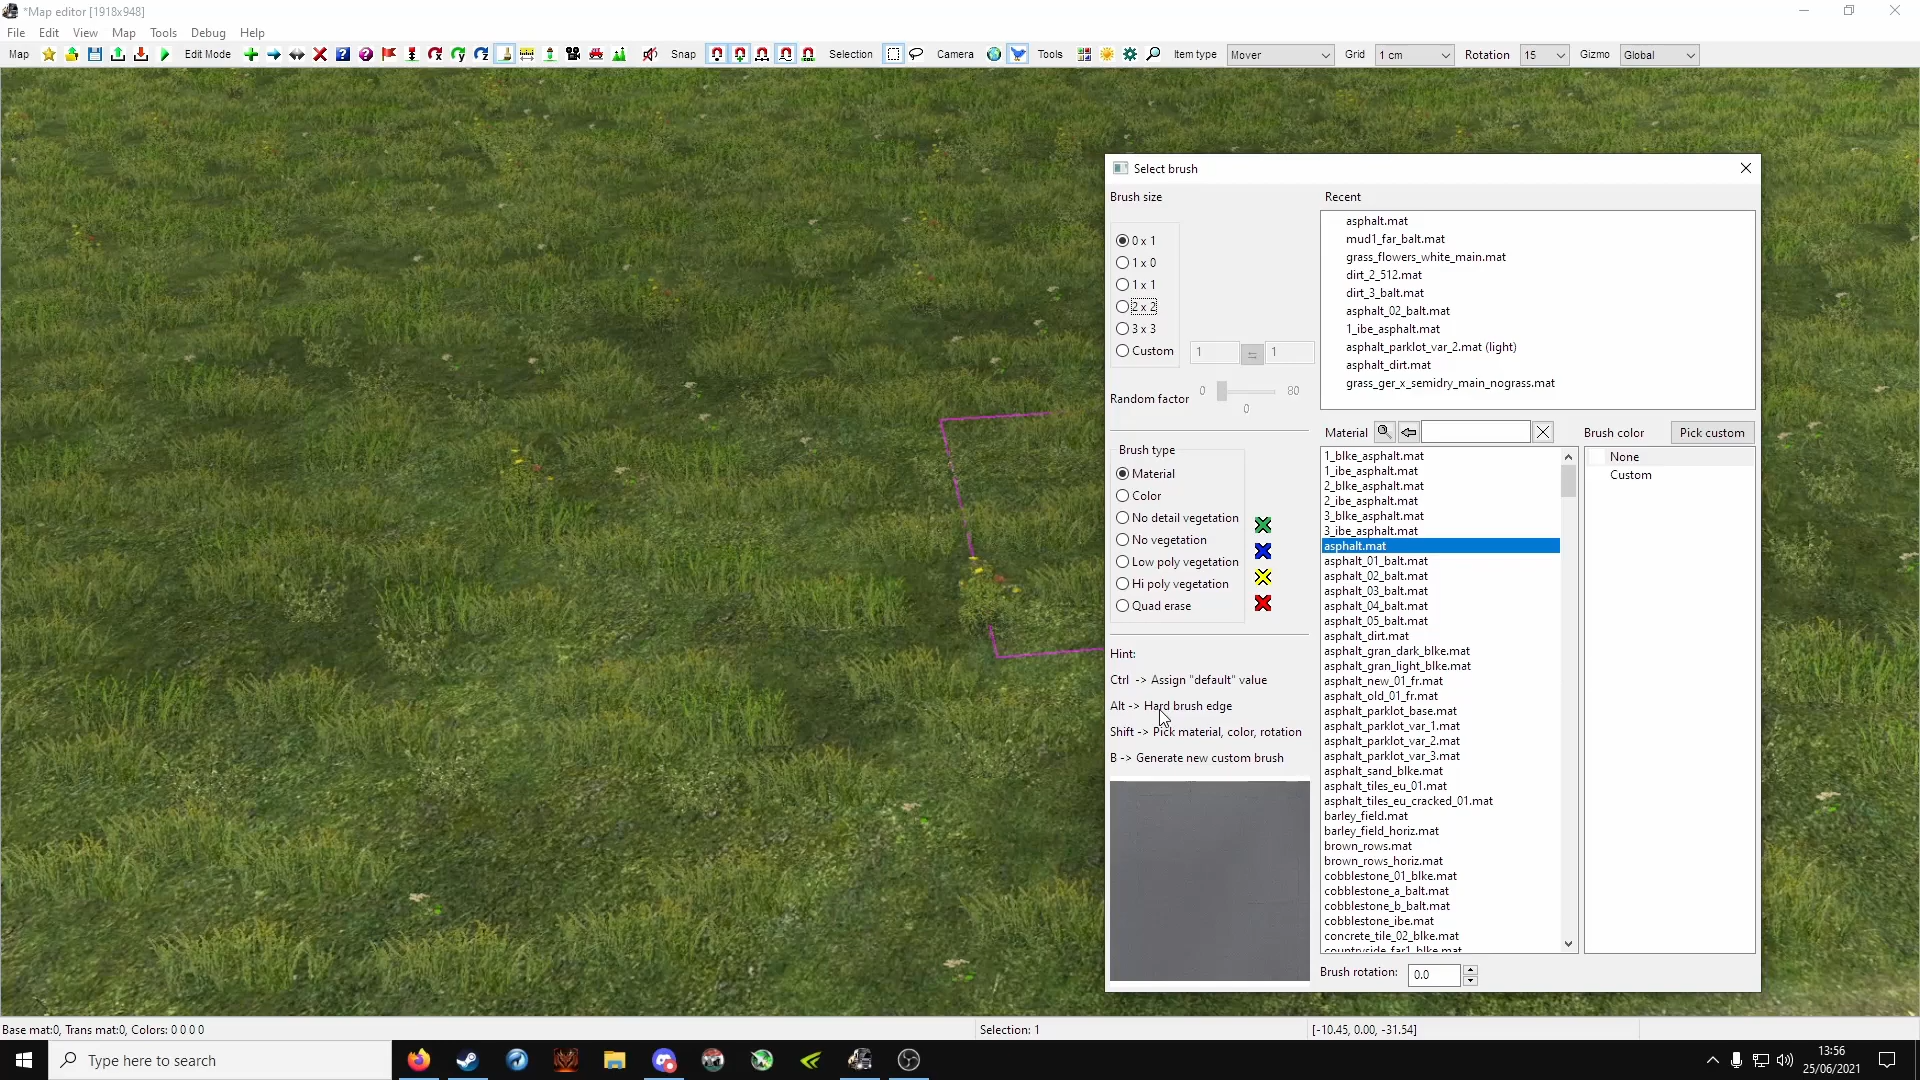 *Map editor [1918x948]
File Edit View Map Tools Debug Help
Map Edit Mode Snap Selection Camera Tools Item type Mover Grid 1 cm Rotation 15 Gizmo Global
Select brush
Brush size
0 x 1
1 x 0
1 x 1
2 x 2
3 x 3
Custom 1 1
Random factor 0 80
0
Brush type
Material
Color
No detail vegetation
No vegetation
Low poly vegetation
Hi poly vegetation
Quad erase
Hint:
Ctrl -> Assign "default" value
Alt -> Hard brush edge
Shift -> Pick material, color, rotation
B -> Generate new custom brush
Recent
asphalt.mat
mud1_far_balt.mat
grass_flowers_white_main.mat
dirt_2_512.mat
dirt_3_balt.mat
asphalt_02_balt.mat
1_ibe_asphalt.mat
asphalt_parklot_var_2.mat (light)
asphalt_dirt.mat
grass_ger_x_semidry_main_nograss.mat
Material
1_blke_asphalt.mat
1_ibe_asphalt.mat
2_blke_asphalt.mat
2_ibe_asphalt.mat
3_blke_asphalt.mat
3_ibe_asphalt.mat
asphalt.mat
asphalt_01_balt.mat
asphalt_02_balt.mat
asphalt_03_balt.mat
asphalt_04_balt.mat
asphalt_05_balt.mat
asphalt_dirt.mat
asphalt_gran_dark_blke.mat
asphalt_gran_light_blke.mat
asphalt_new_01_fr.mat
asphalt_old_01_fr.mat
asphalt_parklot_base.mat
asphalt_parklot_var_1.mat
asphalt_parklot_var_2.mat
asphalt_parklot_var_3.mat
asphalt_sand_blke.mat
asphalt_tiles_eu_01.mat
asphalt_tiles_eu_cracked_01.mat
barley_field.mat
barley_field_horiz.mat
brown_rows.mat
brown_rows_horiz.mat
cobblestone_01_blke.mat
cobblestone_a_balt.mat
cobblestone_b_balt.mat
cobblestone_ibe.mat
concrete_tile_02_blke.mat
countryside_far1_blke.mat
Brush color Pick custom
None
Custom
Brush rotation: 0.0
Base mat:0, Trans mat:0, Colors: 0 0 0 0
Selection: 1
[-10.45, 0.00, -31.54]
Type here to search
13:56
25/06/2021